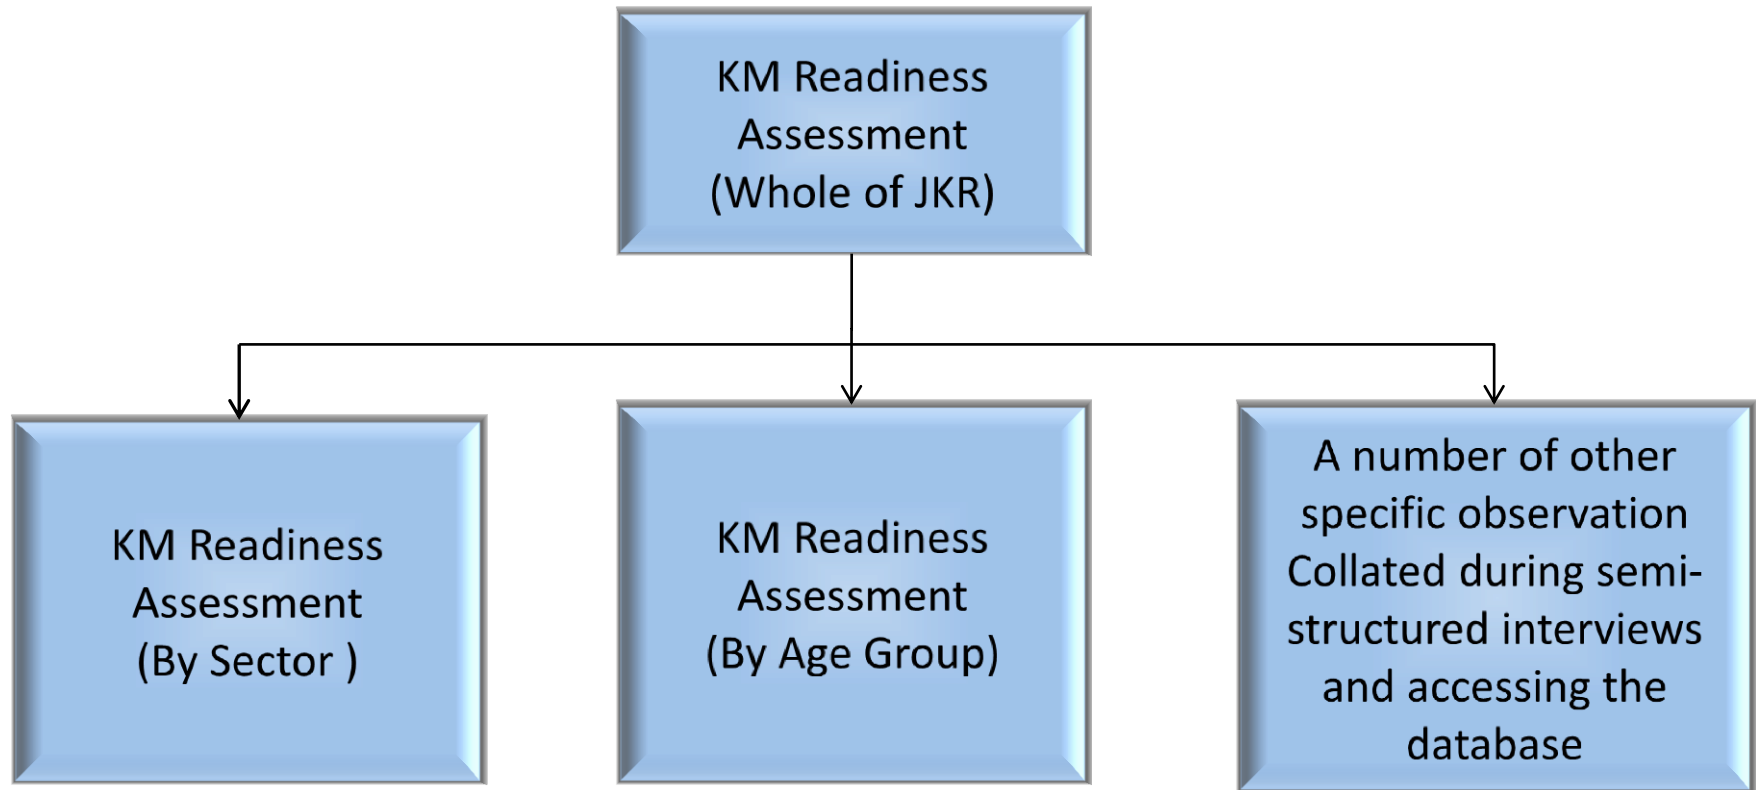 KM Readiness
Assessment
(Whole of JKR)
KM Readiness
Assessment
(By Sector )
KM Readiness
Assessment
(By Age Group)
A number of other
specific observation
Collated during semi-
structured interviews
and accessing the
database